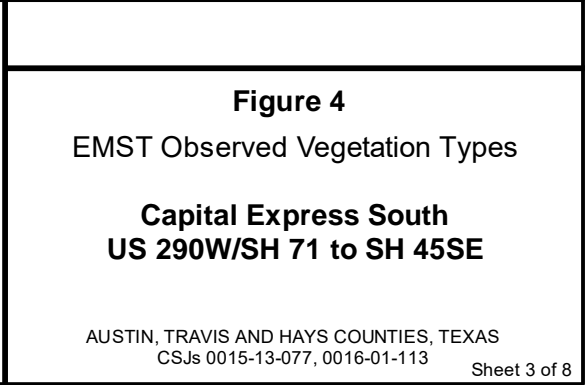 Figure 4
EMST Observed Vegetation Types
Capital Express South
US 290W/SH 71 to SH 45SE
AUSTIN, TRAVIS AND HAYS COUNTIES, TEXAS
CSJs 0015-13-077, 0016-01-113
Sheet 3 of 8